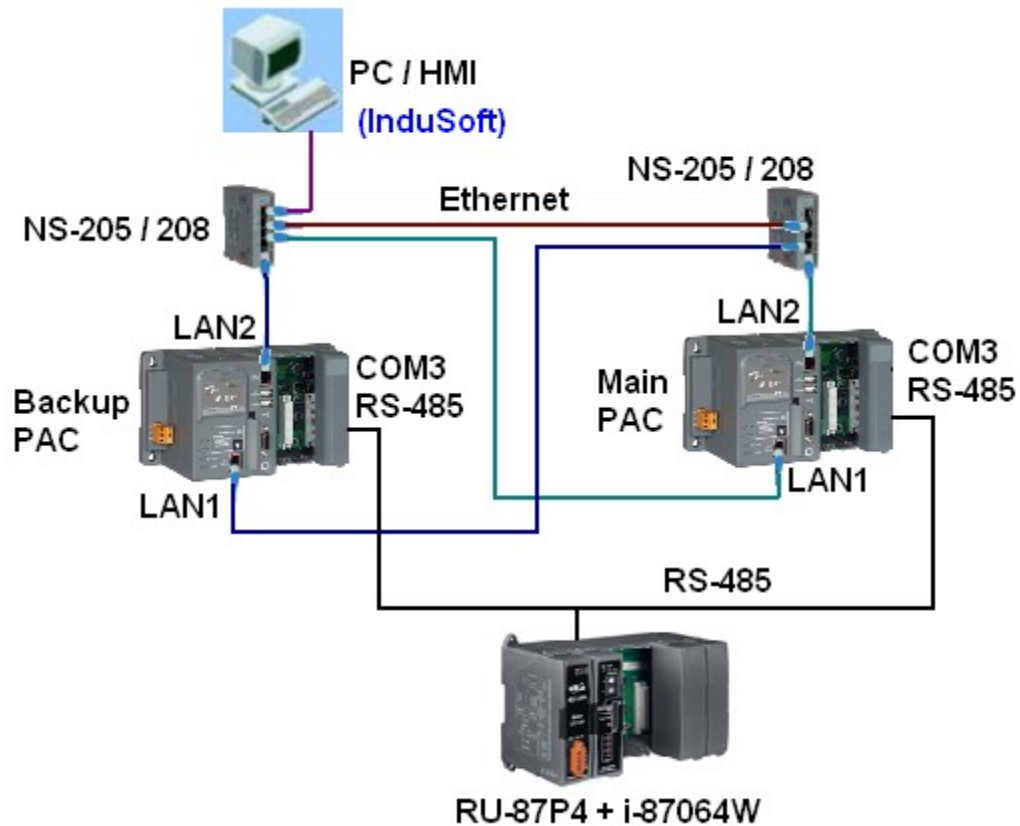 PC / HMI
(InduSoft)
NS-205 / 208
Ethernet
NS-205 / 208
LAN2
LAN2
Backup
PAC
COM3
RS-485
Main
PAC
COM3
RS-485
LAN1
LAN1
RS-485
RU-87P4 + i-87064W